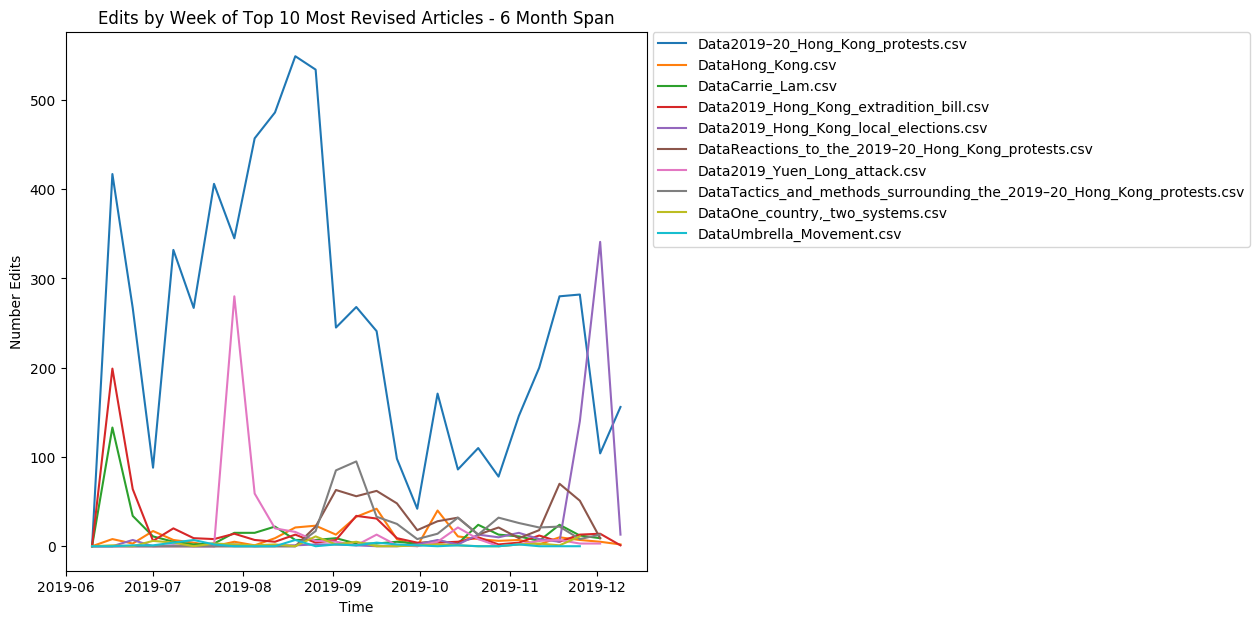 Edits by Week of Top 10 Most Revised Articles - 6 Month Span
Number Edits
500
400
300
200
100
0
2019-06 2019-07 2019-08 2019-09 2019-10 2019-11 2019-12
Time
Data2019–20_Hong_Kong_protests.csv
DataHong_Kong.csv
DataCarrie_Lam.csv
Data2019_Hong_Kong_extradition_bill.csv
Data2019_Hong_Kong_local_elections.csv
DataReactions_to_the_2019–20_Hong_Kong_protests.csv
Data2019_Yuen_Long_attack.csv
DataTactics_and_methods_surrounding_the_2019–20_Hong_Kong_protests.csv
DataOne_country,_two_systems.csv
DataUmbrella_Movement.csv